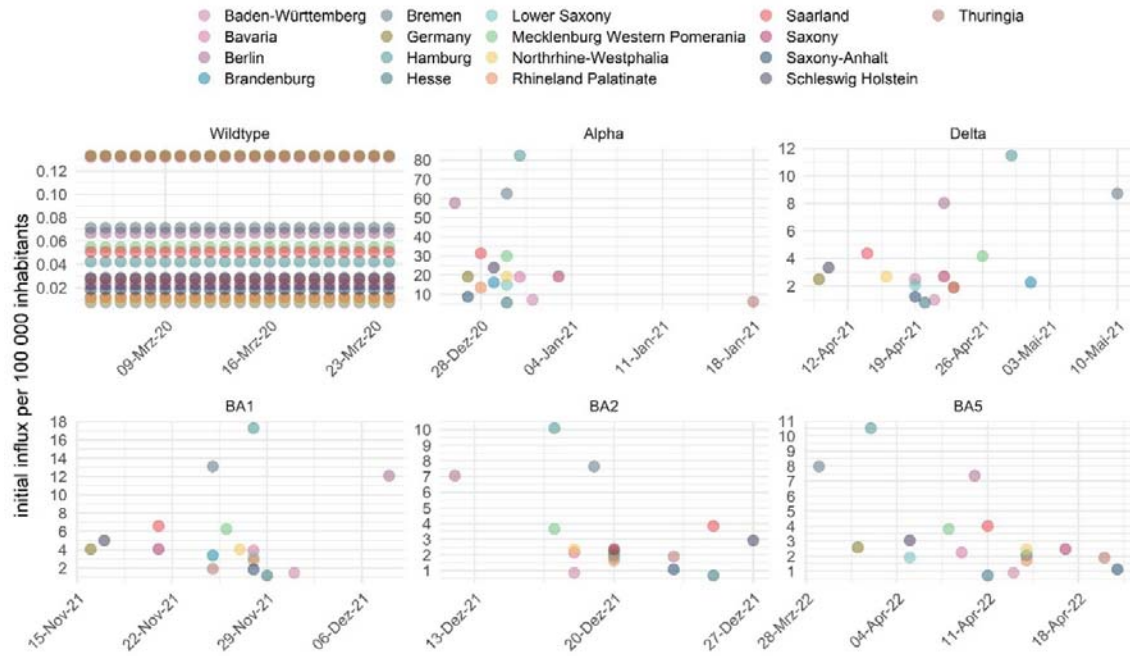 Baden-Württemberg Bremen Lower Saxony Saarland Thuringia
Bavaria Germany Mecklenburg Western Pomerania Saxony
Berlin Hamburg Northrhine-Westphalia Saxony-Anhalt
Brandenburg Hesse Rhineland Palatinate Schleswig Holstein
initial influx per 100 000 inhabitants
Wildtype
0.12
0.10
0.08
0.06
0.04
0.02
09-Mrz-20 16-Mrz-20 23-Mrz-20
Alpha
80
70
60
50
40
30
20
10
28-Dez-20 04-Jan-21 11-Jan-21 18-Jan-21
Delta
12
10
8
6
4
2
12-Apr-21 19-Apr-21 26-Apr-21 03-Mai-21 10-Mai-21
BA1
18
16
14
12
10
8
6
4
2
15-Nov-21 22-Nov-21 29-Nov-21 06-Dez-21
BA2
10
9
8
7
6
5
4
3
2
1
13-Dez-21 20-Dez-21 27-Dez-21
BA5
11
10
9
8
7
6
5
4
3
2
1
28-Mrz-22 04-Apr-22 11-Apr-22 18-Apr-22